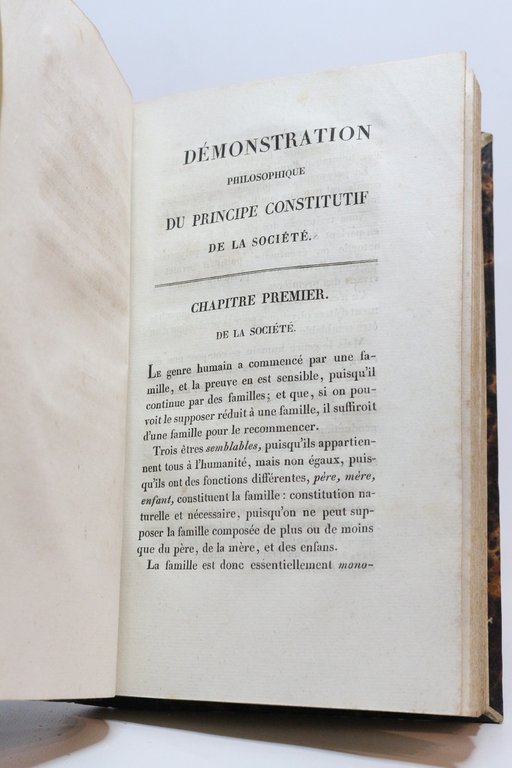 DÉMONSTRATION
PHILOSOPHIQUE
DU PRINCIPE CONSTITUTIF
DE LA SOCIÉTÉ.
CHAPITRE PREMIER.
DE LA SOCIÉTÉ.
Le genre humain a commencé par une fa-
mille, et la preuve en est sensible, puisqu'il
continue par des familles; et que, si on pou-
voit le supposer réduit à une famille, il suffiroit
d'une famille pour le recommencer.
Trois êtres semblables, puisqu'ils appartien-
nent tous à l'humanité, mais non égaux, puis-
qu'ils ont des fonctions différentes, père, mère,
enfant, constituent la famille : constitution na-
turelle et nécessaire, puisqu'on ne peut sup-
poser la famille composée de plus ou de moins
que du père, de la mère, et des enfans.
La famille est donc essentiellement mono-